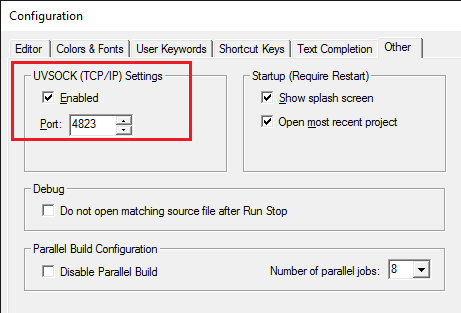 Configuration
Editor Colors & Fonts User Keywords Shortcut Keys Text Completion Other
UVSOCK (TCP/IP) Settings
Enabled
Port: 4823
Startup (Require Restart)
Show splash screen
Open most recent project
Debug
Do not open matching source file after Run Stop
Parallel Build Configuration
Disable Parallel Build Number of parallel jobs: 8